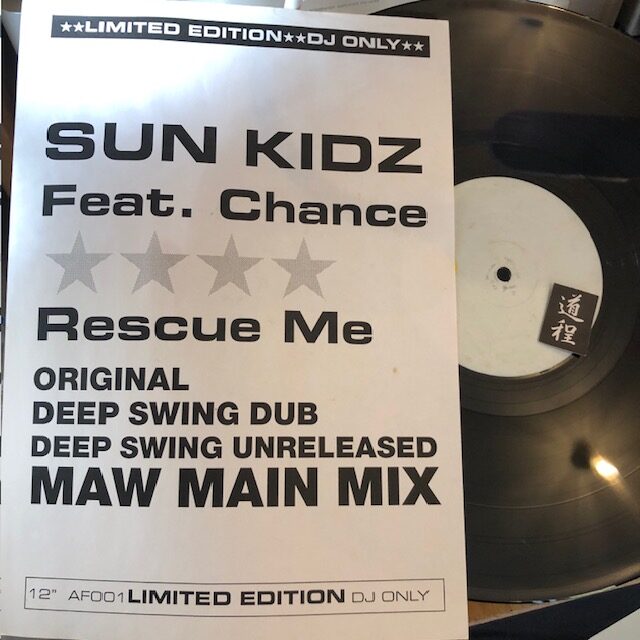 ★★LIMITED EDITION★★DJ ONLY★★
SUN KIDZ
Feat. Chance
Rescue Me
ORIGINAL
DEEP SWING DUB
DEEP SWING UNRELEASED
MAW MAIN MIX
12" AF001 LIMITED EDITION DJ ONLY
道程